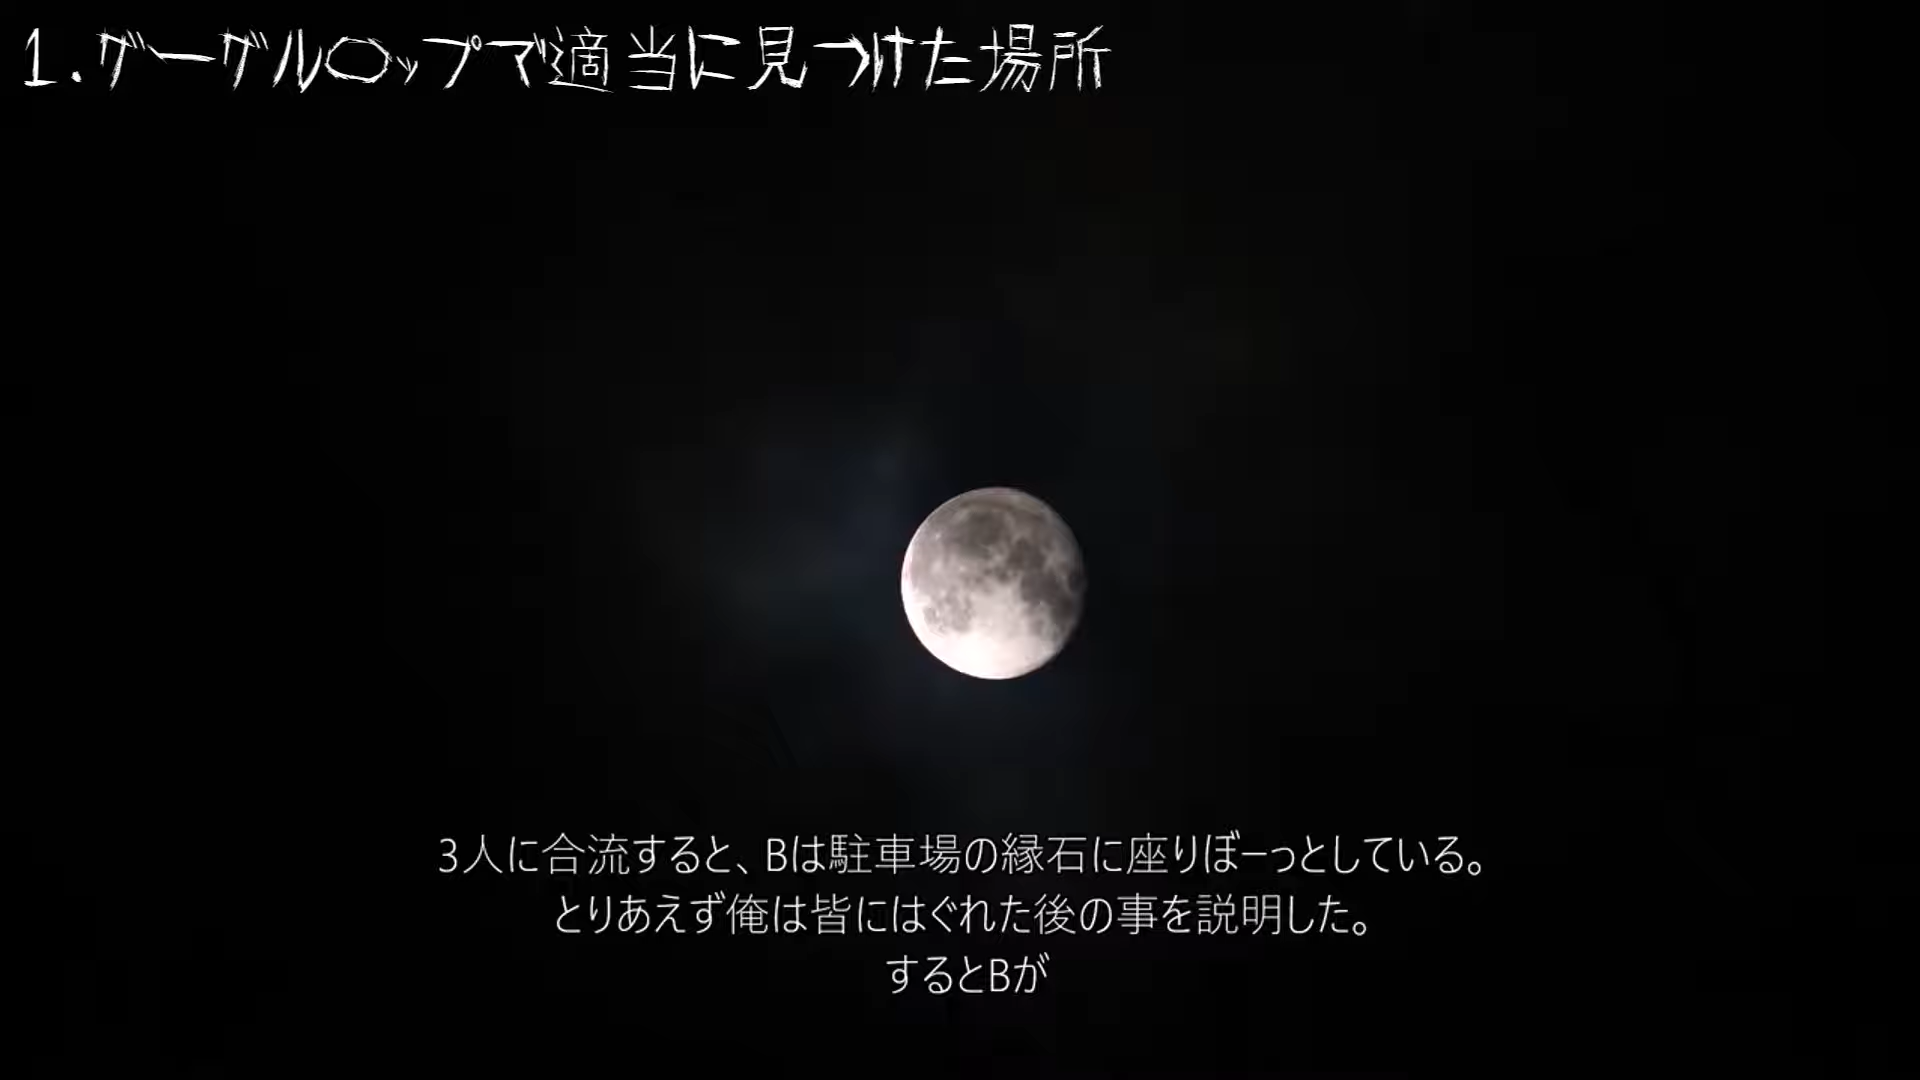 1.グーグル〇ップで適当に見つけた場所
3人に合流すると、Bは駐車場の縁石に座りぼーっとしている。
とりあえず俺は皆にはぐれた後の事を説明した。
するとBが